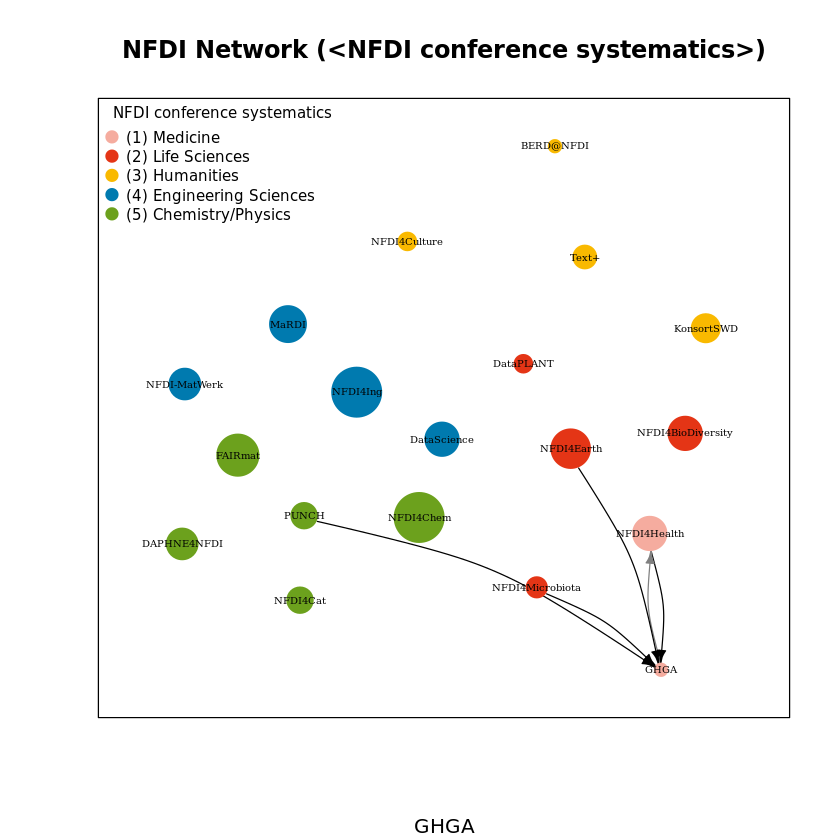 NFDI Network (<NFDI conference systematics>)
NFDI conference systematics
(1) Medicine
(2) Life Sciences
(3) Humanities
(4) Engineering Sciences
(5) Chemistry/Physics
BERD@NFDI
NFDI4Culture
Text+
MaRDI
KonsortSWD
DataPLANT
NFDI-MatWerk
NFDI4Ing
NFDI4BioDiversity
DataScience
NFDI4Earth
FAIRmat
PUNCH
NFDI4Chem
NFDI4Health
DAPHNE4NFDI
NFDI4Microbiota
NFDI4Cat
GHGA
GHGA